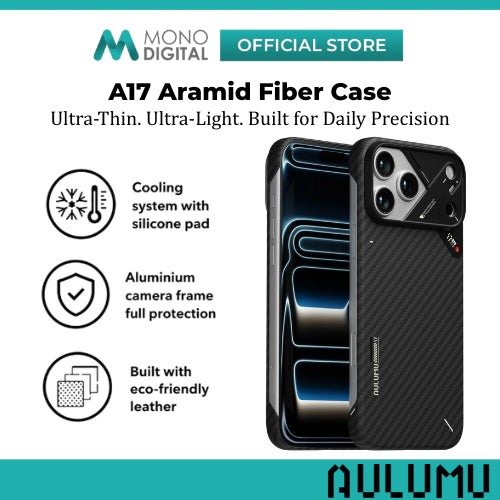 MONO
DIGITAL
OFFICIAL STORE
A17 Aramid Fiber Case
Ultra-Thin. Ultra-Light. Built for Daily Precision
Cooling
system with
silicone pad
Aluminium
camera frame
full protection
Built with
eco-friendly
leather
AULUMU
AULUMU